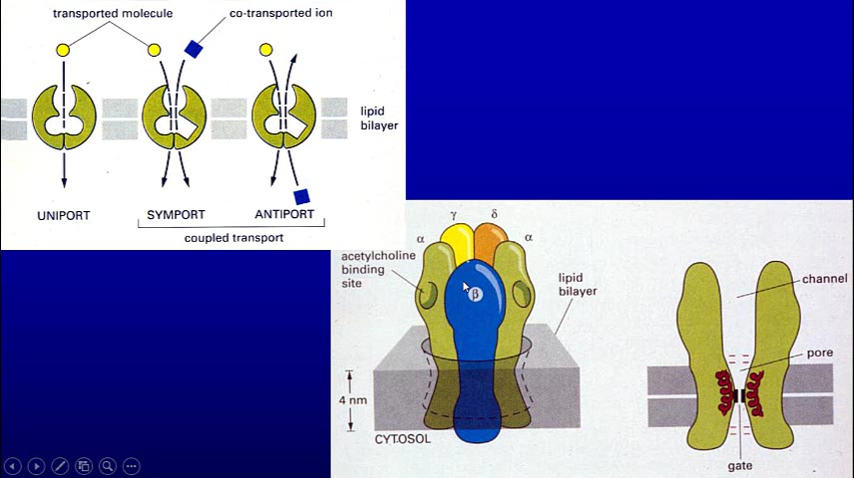 transported molecule
co-transported ion
lipid
bilayer
UNIPORT
SYMPORT
ANTIPORT
coupled transport
γ
δ
α
α
acetylcholine
binding
site
β
lipid
bilayer
4 nm
CYTOSOL
channel
pore
gate